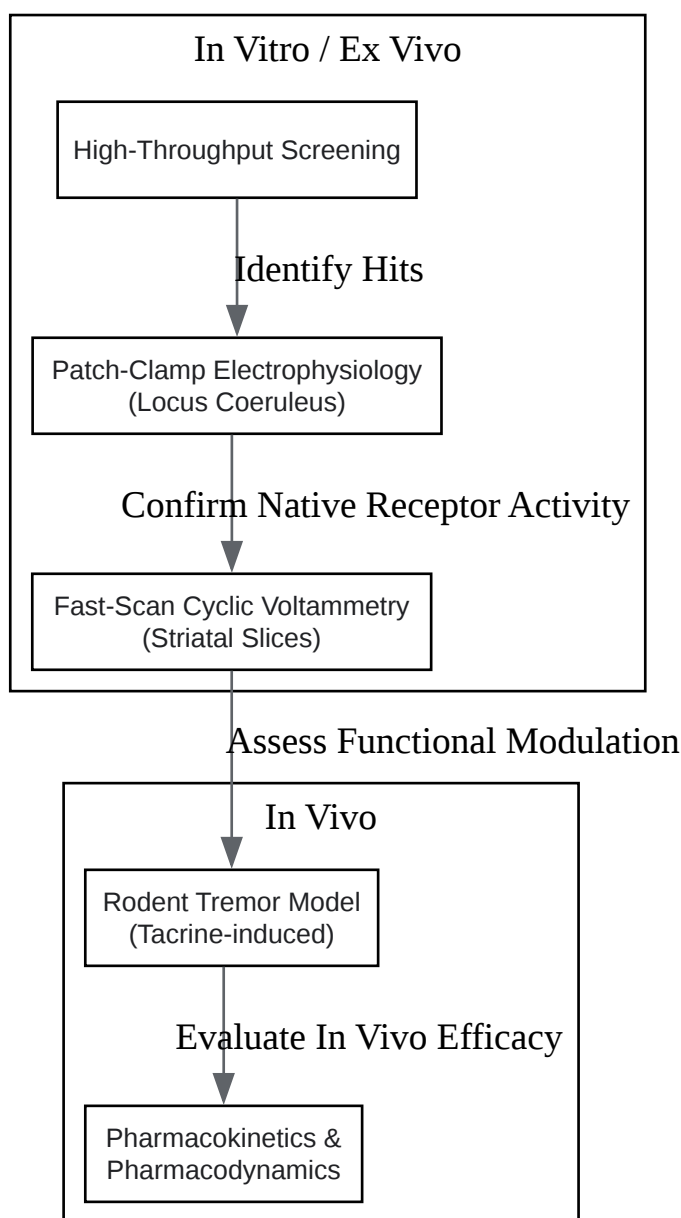 In Vitro / Ex Vivo
High-Throughput Screening
Identify Hits
Patch-Clamp Electrophysiology
(Locus Coeruleus)
Confirm Native Receptor Activity
Fast-Scan Cyclic Voltammetry
(Striatal Slices)
Assess Functional Modulation
In Vivo
Rodent Tremor Model
(Tacrine-induced)
Evaluate In Vivo Efficacy
Pharmacokinetics &
Pharmacodynamics